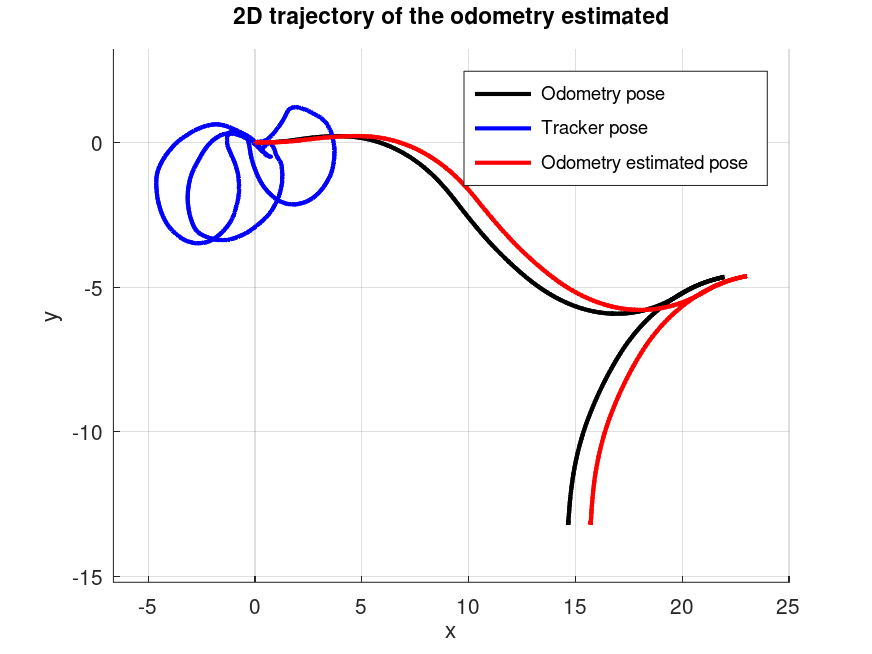 2D trajectory of the odometry estimated
Odometry pose
Tracker pose
Odometry estimated pose
0
-5
-10
-15
y
-5
0
5
10
15
20
25
x